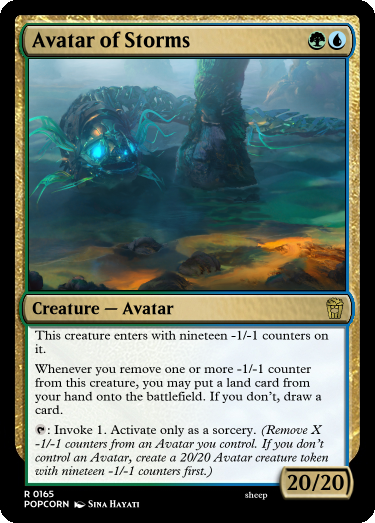 Avatar of Storms
Creature — Avatar
This creature enters with nineteen -1/-1 counters on
it.
Whenever you remove one or more -1/-1 counter
from this creature, you may put a land card from
your hand onto the battlefield. If you don't, draw a
card.
: Invoke 1. Activate only as a sorcery. (Remove X
-1/-1 counters from an Avatar you control. If you don't
control an Avatar, create a 20/20 Avatar creature token
with nineteen -1/-1 counters first.)
20/20
R 0165
sheep
POPCORN Sina Hayati